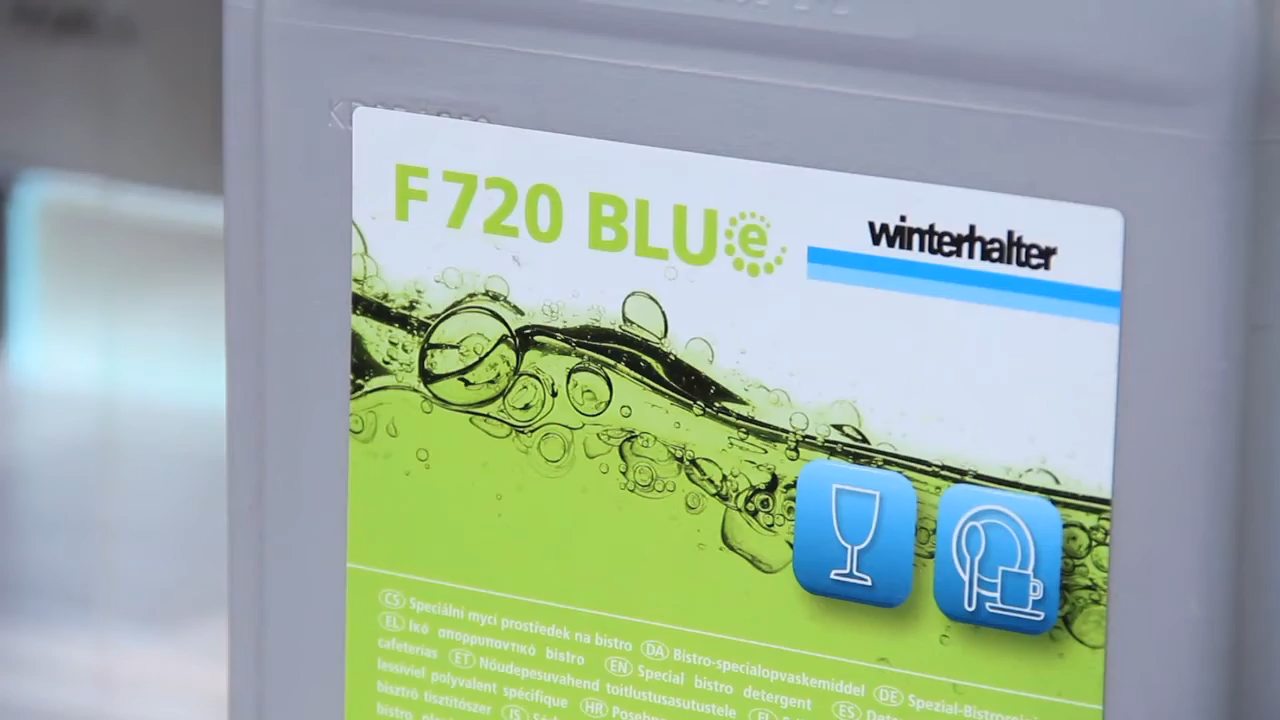 F 720 BLUe
winterhalter
CS Speciální mycí prostředek na bistro DA Bistro-specialopvaskemiddel DE Spezial-Bistrorei
EL Ικό απορρυπαντικό bistro EN Special bistro detergent ES Dete
cafeterias ET Nõudepesuvahend toitlustusasutustele FI
lessiviel polyvalent spécifique HR Posebn
bisztró tisztítószer IS
bistro